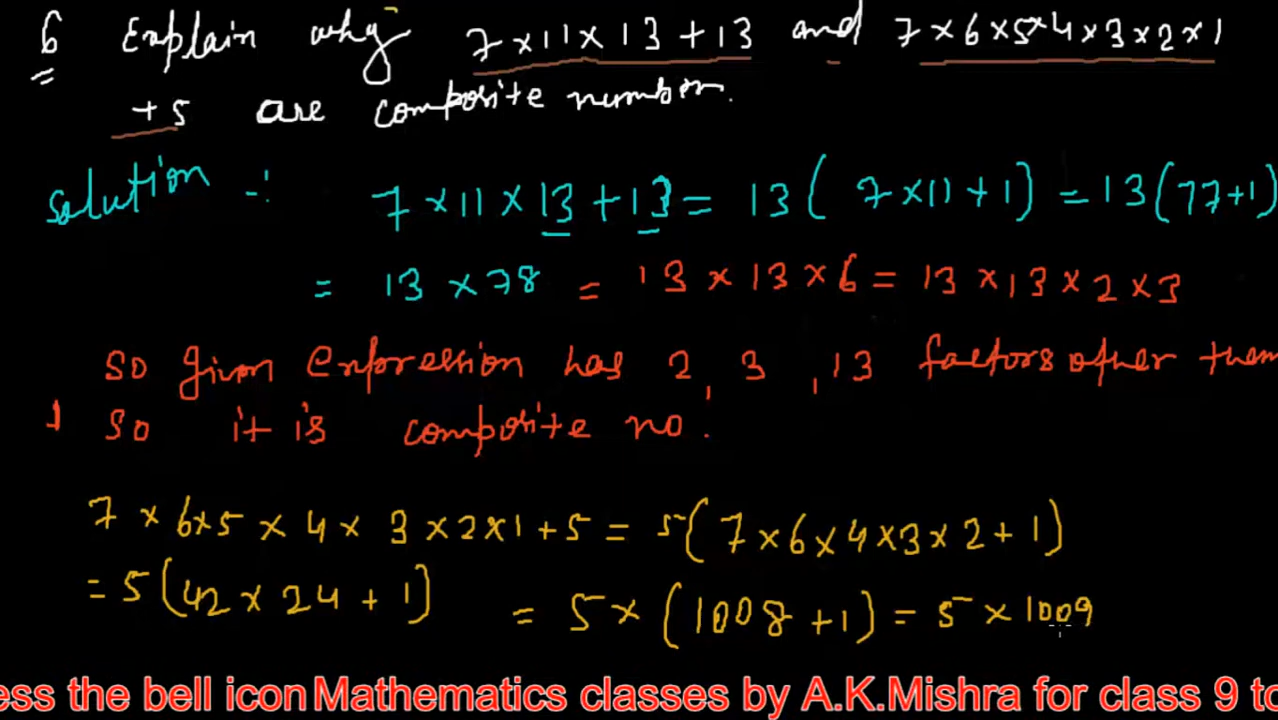 6 Explain why 7×11×13+13 and 7×6×5×4×3×2×1
+5 are composite number.
Solution :- 7×11×13+13= 13(7×11+1)=13(77+1)
= 13×78 = 13×13×6=13×13×2×3
So given expression has 2, 3, 13 factors other them
1 So it is composite no.
7×6×5×4×3×2×1+5=5(7×6×4×3×2+1)
=5(42×24+1) =5×(1008+1)=5×1009
ess the bell icon Mathematics classes by A.K.Mishra for class 9 to